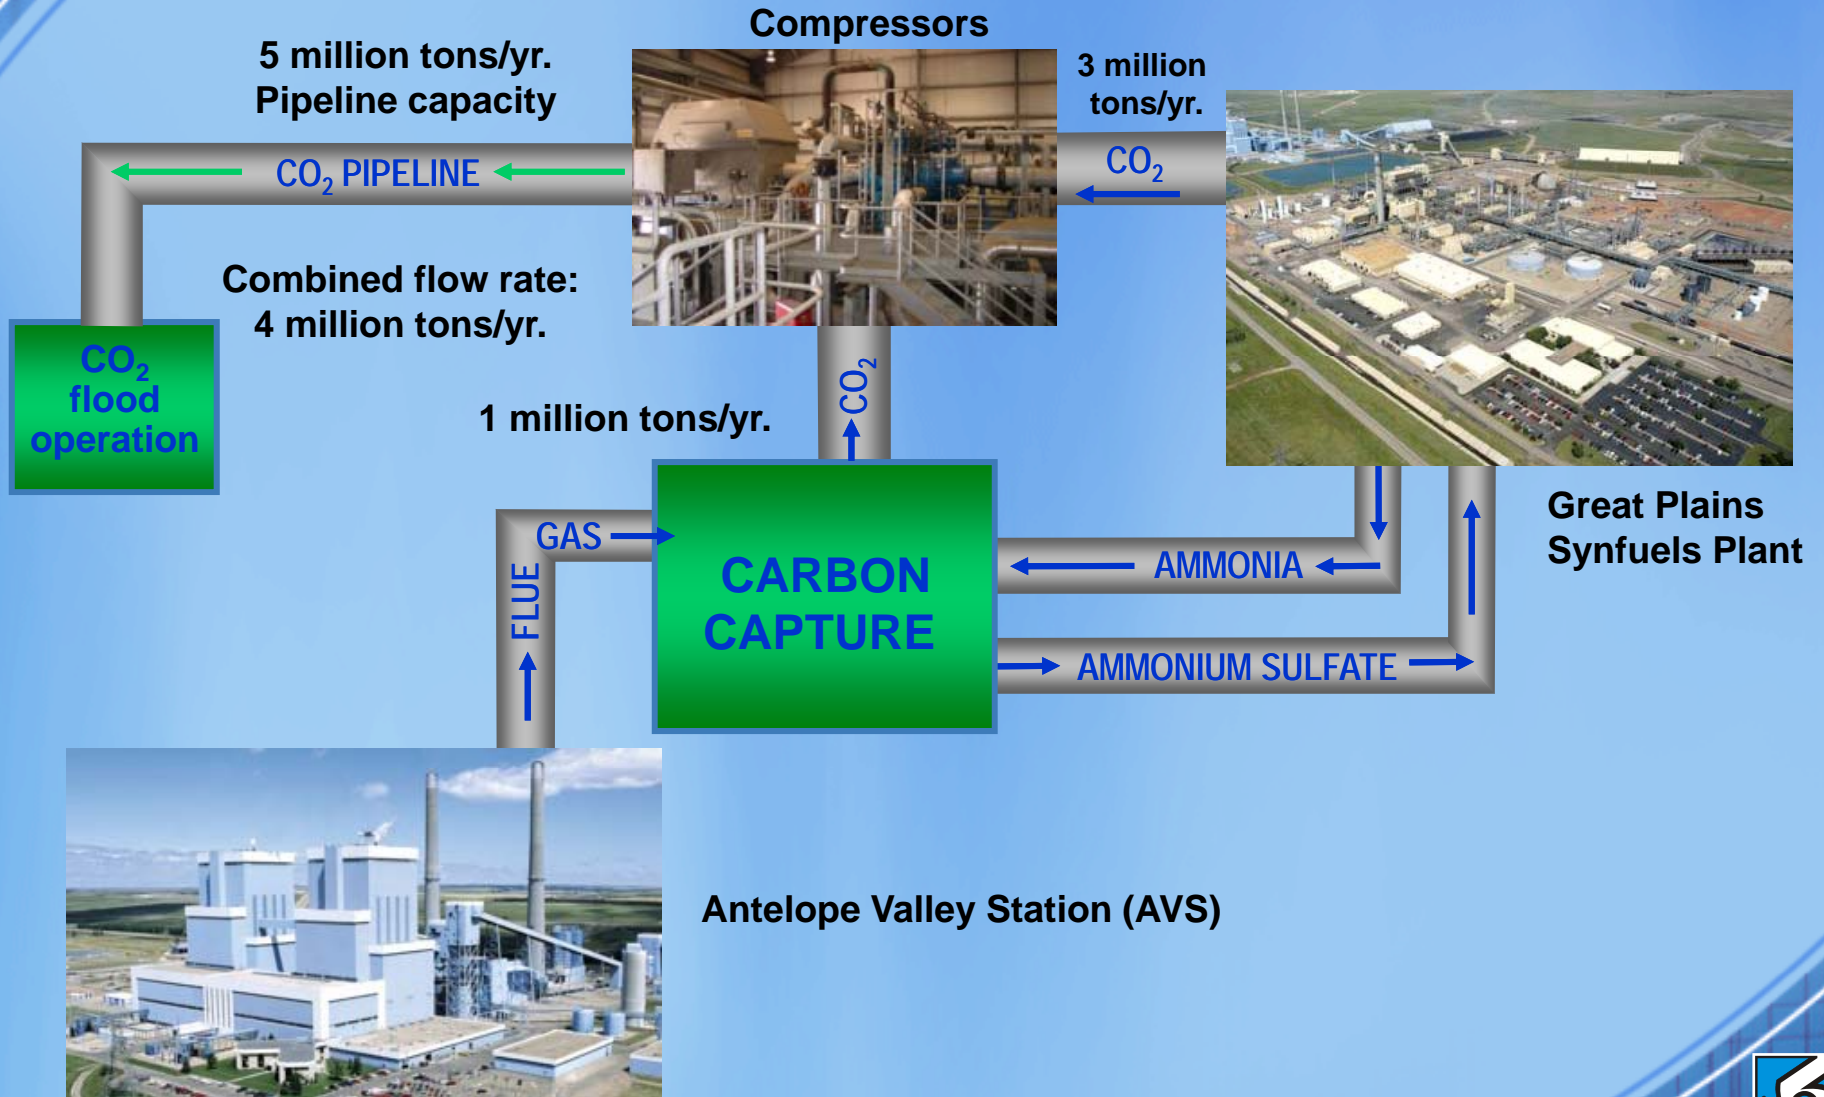 Compressors
5 million tons/yr.
Pipeline capacity
3 million
tons/yr.
CO₂ PIPELINE
CO₂
Combined flow rate:
4 million tons/yr.
CO₂
flood
operation
CO₂
1 million tons/yr.
Great Plains
Synfuels Plant
GAS
FLUE
CARBON
CAPTURE
AMMONIA
AMMONIUM SULFATE
Antelope Valley Station (AVS)